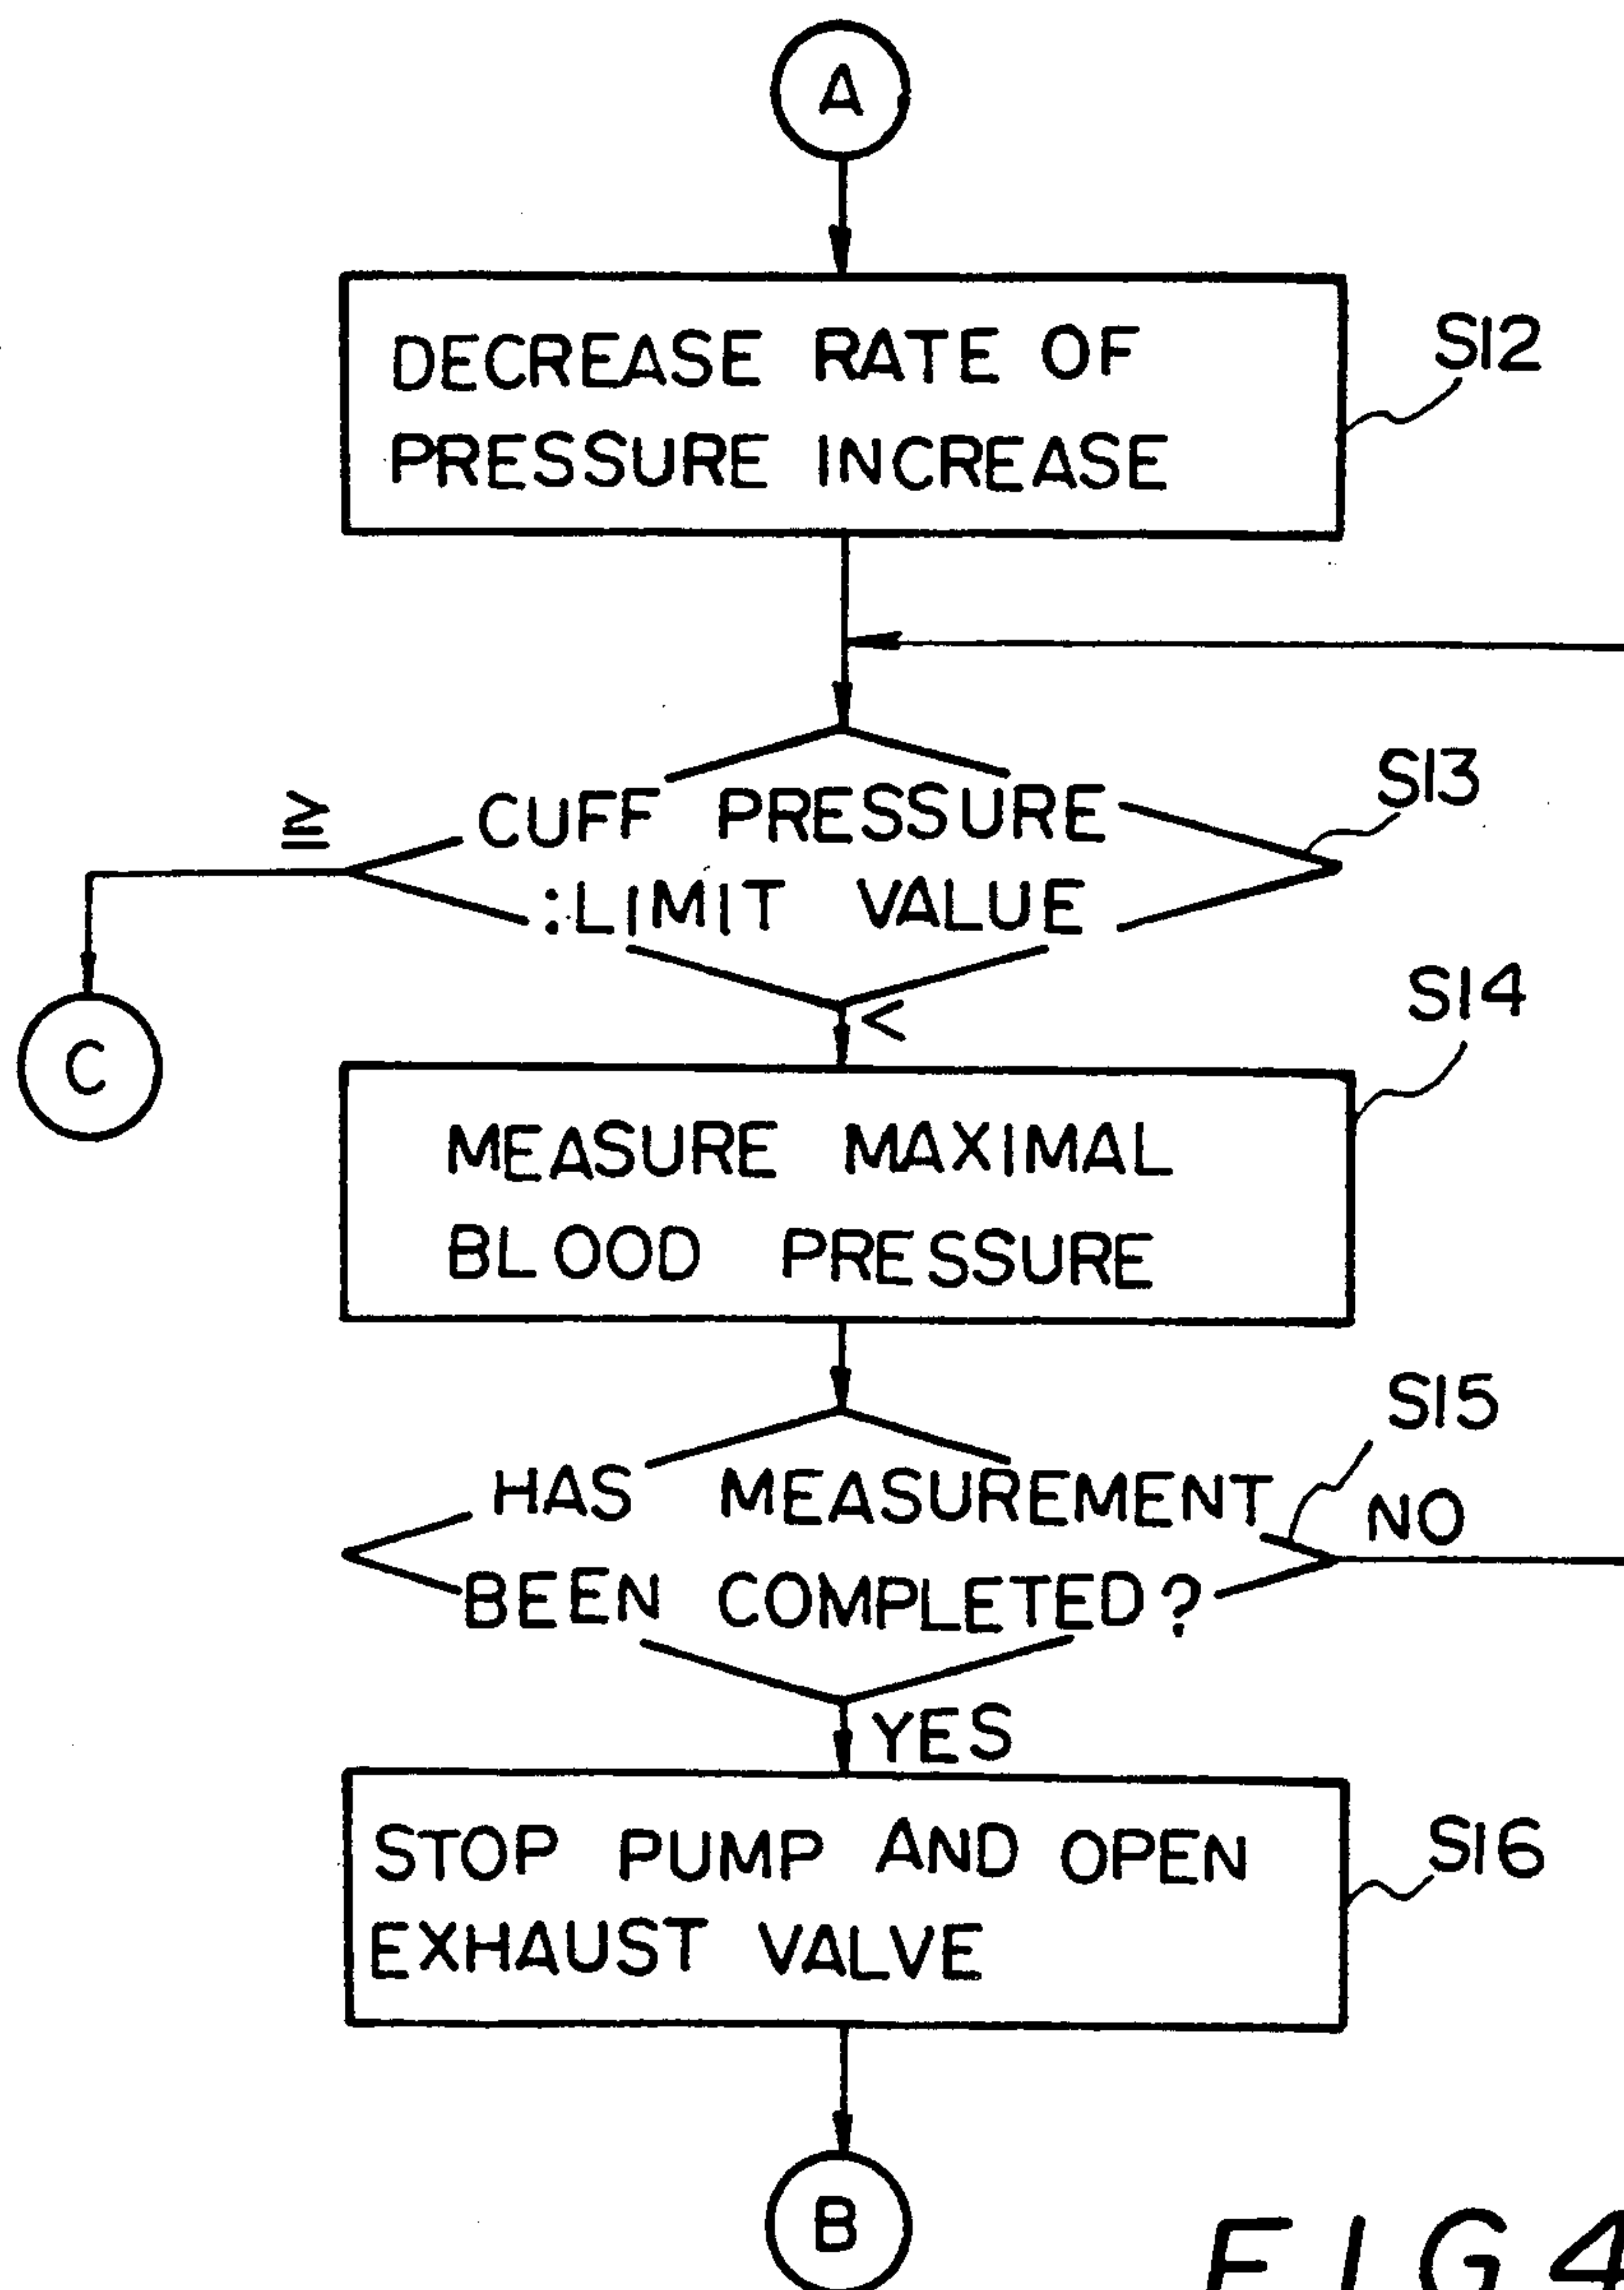 A
DECREASE RATE OF
PRESSURE INCREASE
S12
CUFF PRESSURE
:LIMIT VALUE
S13
≧
C
<
S14
MEASURE MAXIMAL
BLOOD PRESSURE
S15
HAS MEASUREMENT
BEEN COMPLETED?
NO
YES
STOP PUMP AND OPEN
EXHAUST VALVE
S16
B
FIG4